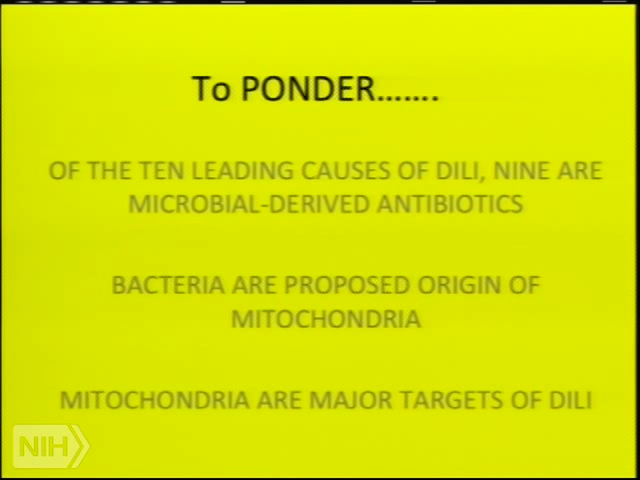 To PONDER.......
OF THE TEN LEADING CAUSES OF DILI, NINE ARE
MICROBIAL-DERIVED ANTIBIOTICS
BACTERIA ARE PROPOSED ORIGIN OF
MITOCHONDRIA
MITOCHONDRIA ARE MAJOR TARGETS OF DILI
NIH